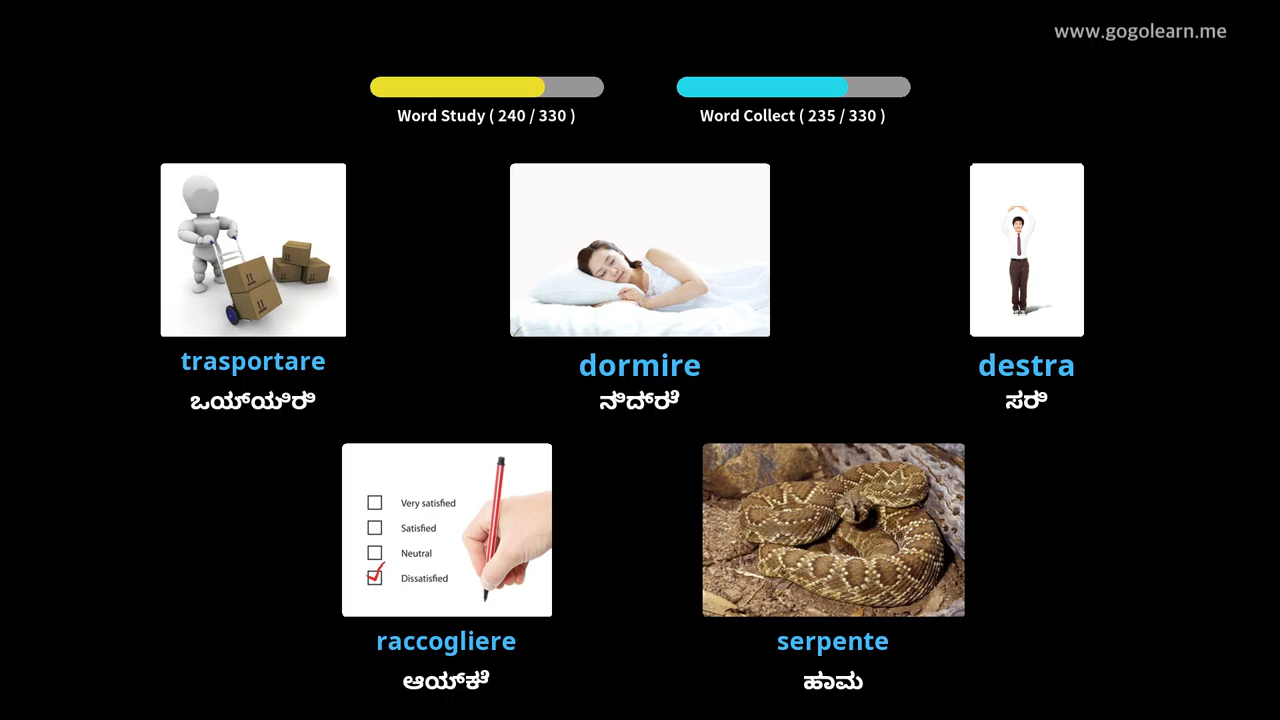 www.gogolearn.me
Word Study ( 240 / 330 )
Word Collect ( 235 / 330 )
trasportare
dormire
destra
ಒಯ್ಯಿರಿ
ನಿದ್ರೆ
ಸರಿ
Very satisfied
Satisfied
Neutral
Dissatisfied
raccogliere
serpente
ಆಯ್ಕೆ
ಹಾವು